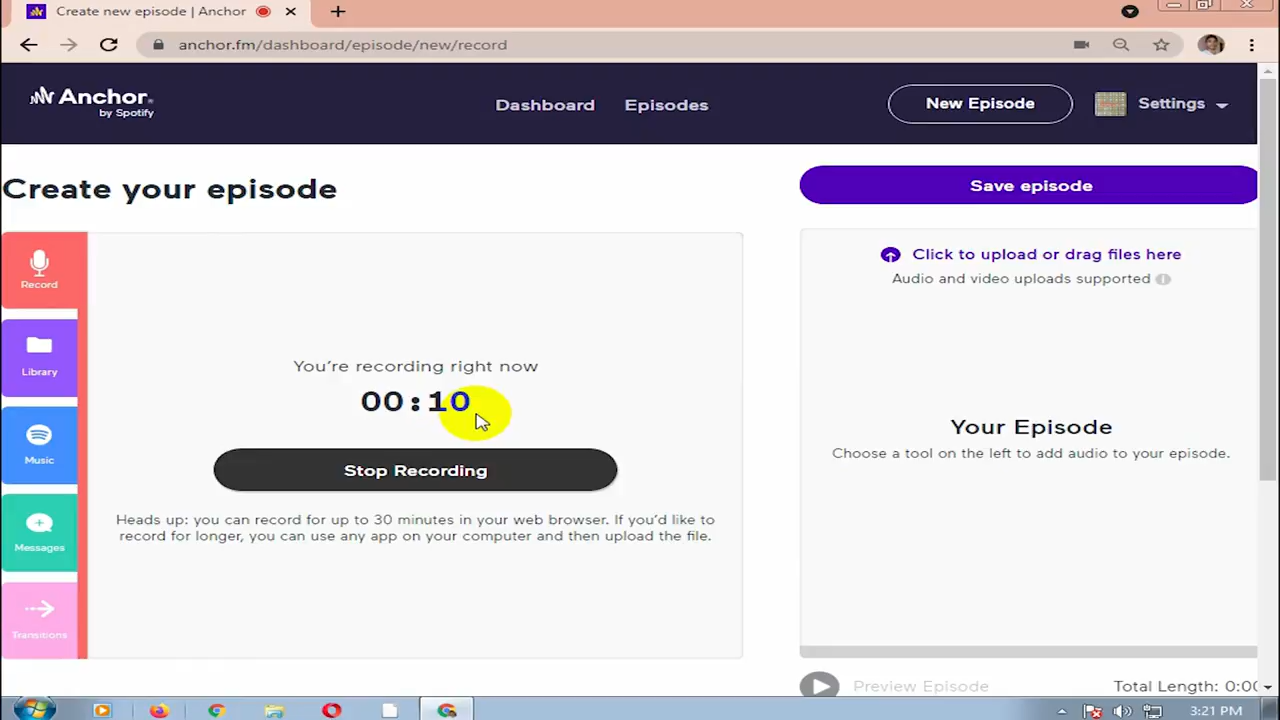 Create new episode | Anchor
anchor.fm/dashboard/episode/new/record
Anchor
by Spotify
Dashboard
Episodes
New Episode
Settings
Create your episode
Save episode
Record
Library
Music
Messages
Transitions
You're recording right now
00:10
Stop Recording
Heads up: you can record for up to 30 minutes in your web browser. If you'd like to
record for longer, you can use any app on your computer and then upload the file.
Click to upload or drag files here
Audio and video uploads supported
Your Episode
Choose a tool on the left to add audio to your episode.
Preview Episode
Total Length: 0:00
3:21 PM